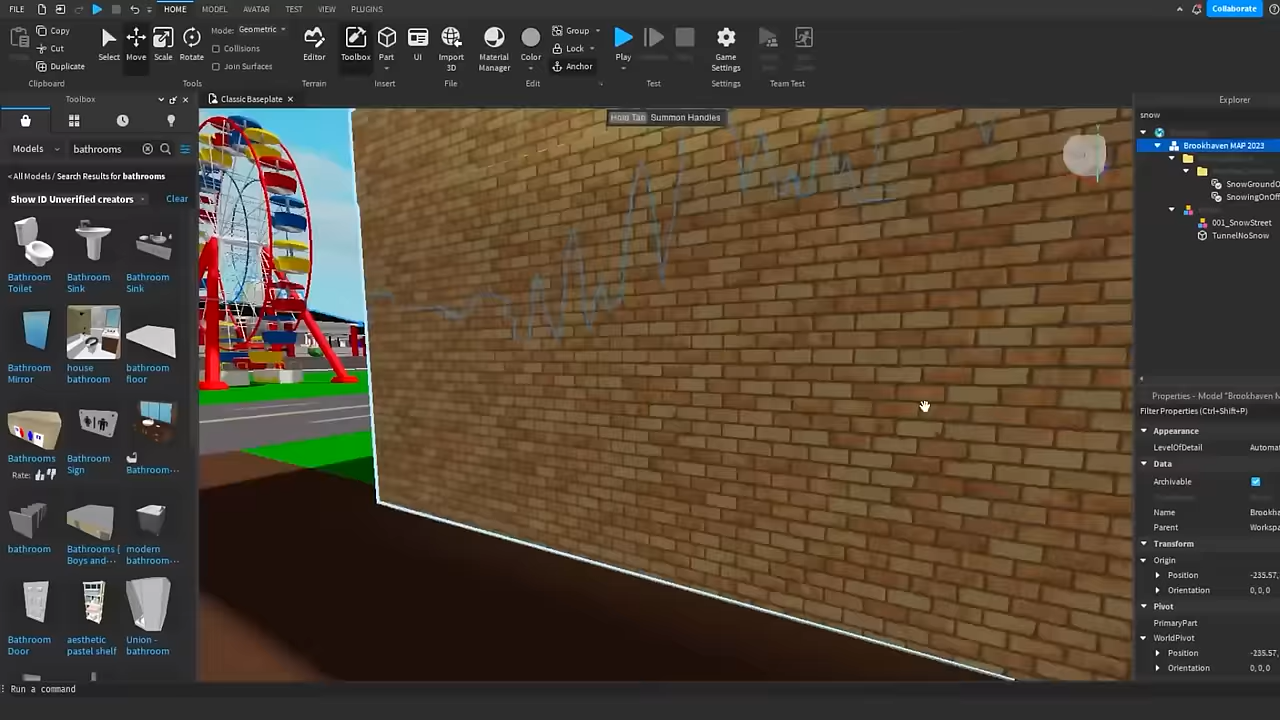 FILE HOME MODEL AVATAR TEST VIEW PLUGINS Collaborate
Copy
Cut
Duplicate
Clipboard
Select Move Scale Rotate
Mode: Geometric
Collisions
Join Surfaces
Tools
Editor
Terrain
Toolbox Part UI
Insert
Import 3D
File
Material Manager
Color
Group
Lock
Anchor
Edit
Play
Test
Game Settings
Settings
Team Test
Toolbox
Models bathrooms
< All Models / Search Results for bathrooms
Show ID Unverified creators Clear
Bathroom Toilet
Bathroom Sink
Bathroom Sink
Bathroom Mirror
house bathroom
bathroom floor
Bathrooms
Rate:
Bathroom Sign
Bathroom...
bathroom
Bathrooms ( Boys and...
modern bathroom...
Bathroom Door
aesthetic pastel shelf
Union - bathroom
Classic Baseplate
Hold Tab Summon Handles
Explorer
snow
Brookhaven MAP 2023
SnowGroundO
SnowingOnOff
001_SnowStreet
TunnelNoSnow
Properties - Model "Brookhaven M
Filter Properties (Ctrl+Shift+P)
Appearance
LevelOfDetail Automa
Data
Archivable
Name Brookha
Parent Workspa
Transform
Origin
Position -235.57,
Orientation 0, 0, 0
Pivot
PrimaryPart
WorldPivot
Position -235.57,
Orientation 0, 0, 0
Run a command